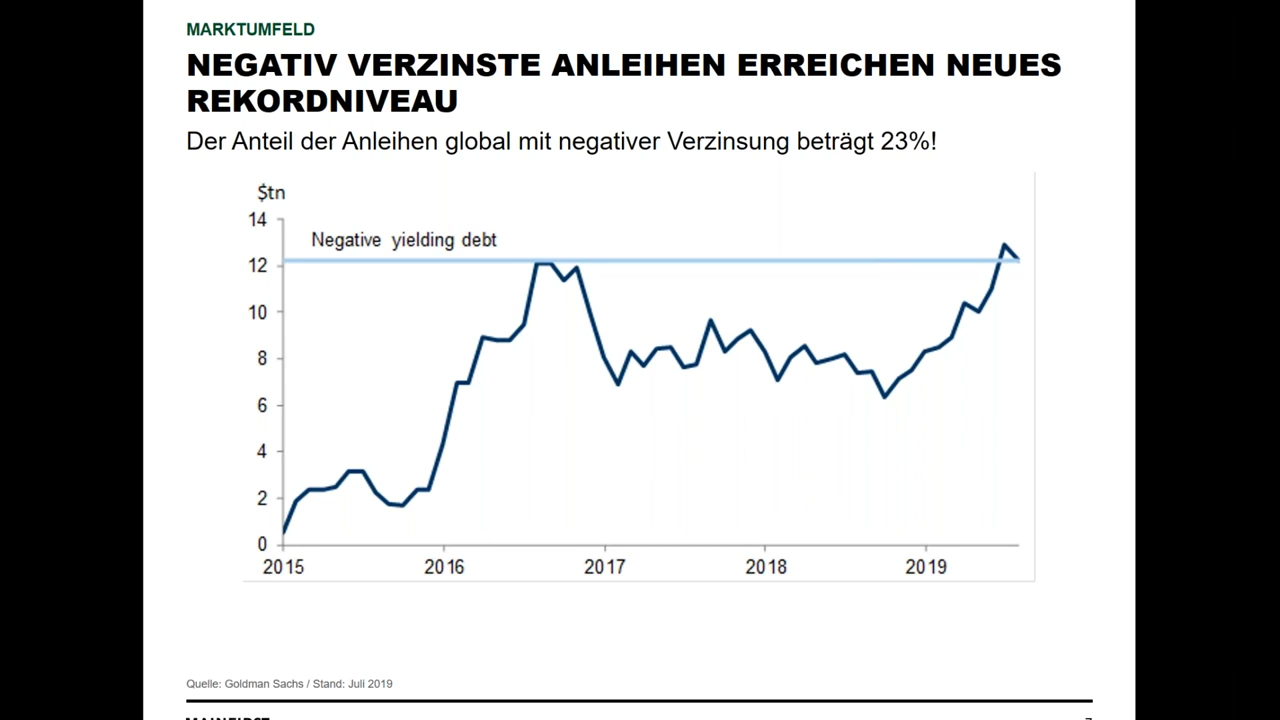 MARKTUMFELD
NEGATIV VERZINSTE ANLEIHEN ERREICHEN NEUES
REKORDNIVEAU
Der Anteil der Anleihen global mit negativer Verzinsung beträgt 23%!
$tn
14
Negative yielding debt
12
10
8
6
4
2
0
2015 2016 2017 2018 2019
Quelle: Goldman Sachs / Stand: Juli 2019
MAINFIRST